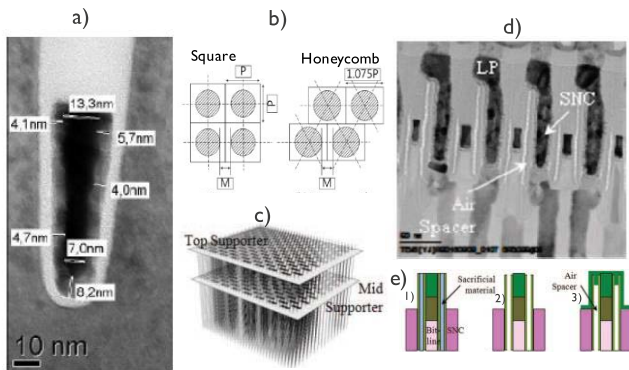 a)
13,3nm
4,1nm
5,7nm
4,0nm
4,7nm
7,0nm
8,2nm
10 nm
b)
Square
Honeycomb
P
P
M
1.075P
M
c)
Top Supporter
Mid
Supporter
d)
LP
SNC
Air
Spacer
e)
1)
Sacrificial
material
Bit-
line
SNC
2)
Air
Spacer
3)